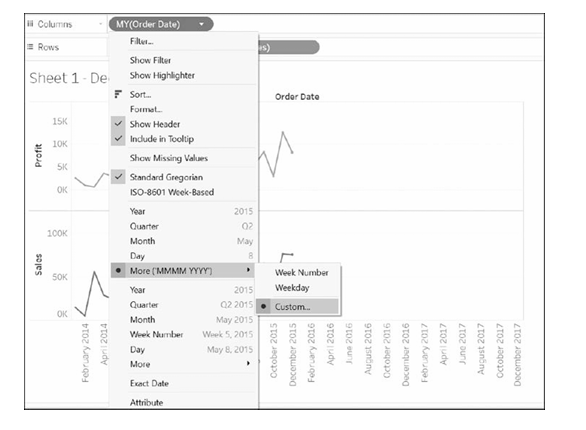 Columns
MY(Order Date)
Rows
es)
Sheet 1 - De
Order Date
Profit
15K
10K
5K
0K
Sales
100K
50K
0K
Filter...
Show Filter
Show Highlighter
Sort...
Format...
Show Header
Include in Tooltip
Show Missing Values
Standard Gregorian
ISO-8601 Week-Based
Year 2015
Quarter Q2
Month May
Day 8
More ('MMMM YYYY')
Year 2015
Quarter Q2 2015
Month May 2015
Week Number Week 5, 2015
Day May 8, 2015
More
Exact Date
Attribute
Week Number
Weekday
Custom...
February 2014
April 2014
October 2015
December 2015
February 2016
April 2016
June 2016
August 2016
October 2016
December 2016
February 2017
April 2017
June 2017
August 2017
October 2017
December 2017